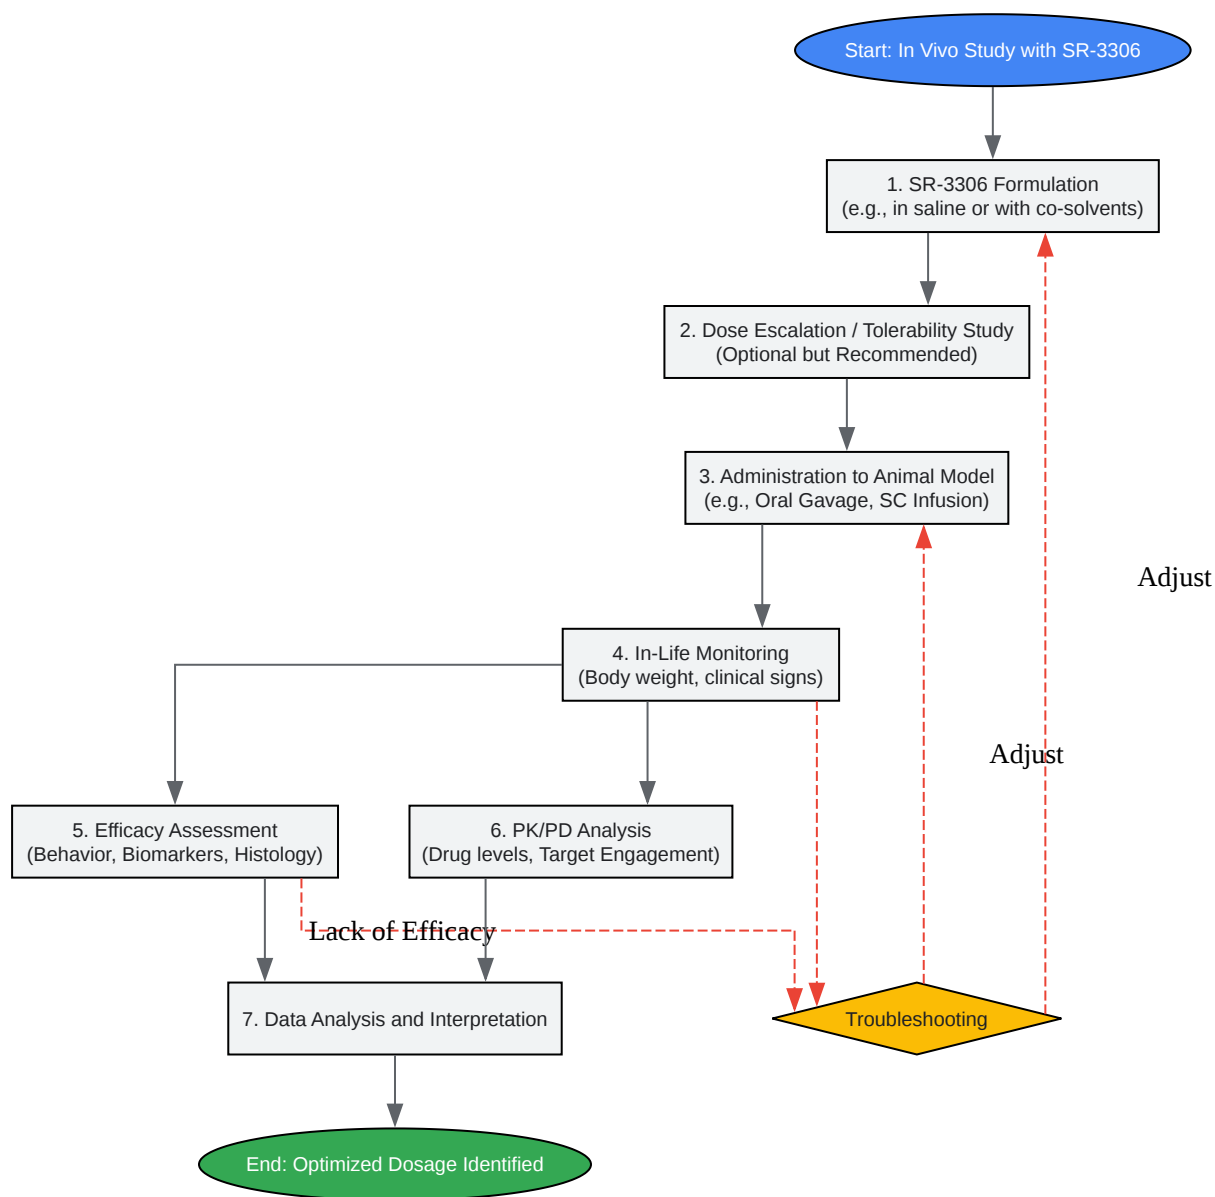 Start: In Vivo Study with SR-3306
1. SR-3306 Formulation
(e.g., in saline or with co-solvents)
2. Dose Escalation / Tolerability Study
(Optional but Recommended)
3. Administration to Animal Model
(e.g., Oral Gavage, SC Infusion)
Adjust
4. In-Life Monitoring
(Body weight, clinical signs)
Adjust
5. Efficacy Assessment
(Behavior, Biomarkers, Histology)
6. PK/PD Analysis
(Drug levels, Target Engagement)
Lack of Efficacy
7. Data Analysis and Interpretation
Troubleshooting
End: Optimized Dosage Identified